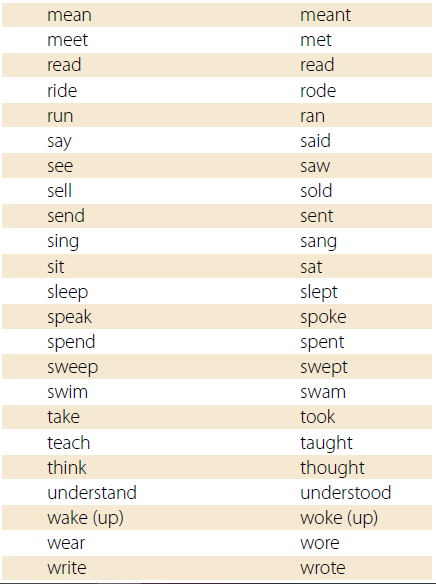 mean meant
meet met
read read
ride rode
run ran
say said
see saw
sell sold
send sent
sing sang
sit sat
sleep slept
speak spoke
spend spent
sweep swept
swim swam
take took
teach taught
think thought
understand understood
wake (up) woke (up)
wear wore
write wrote